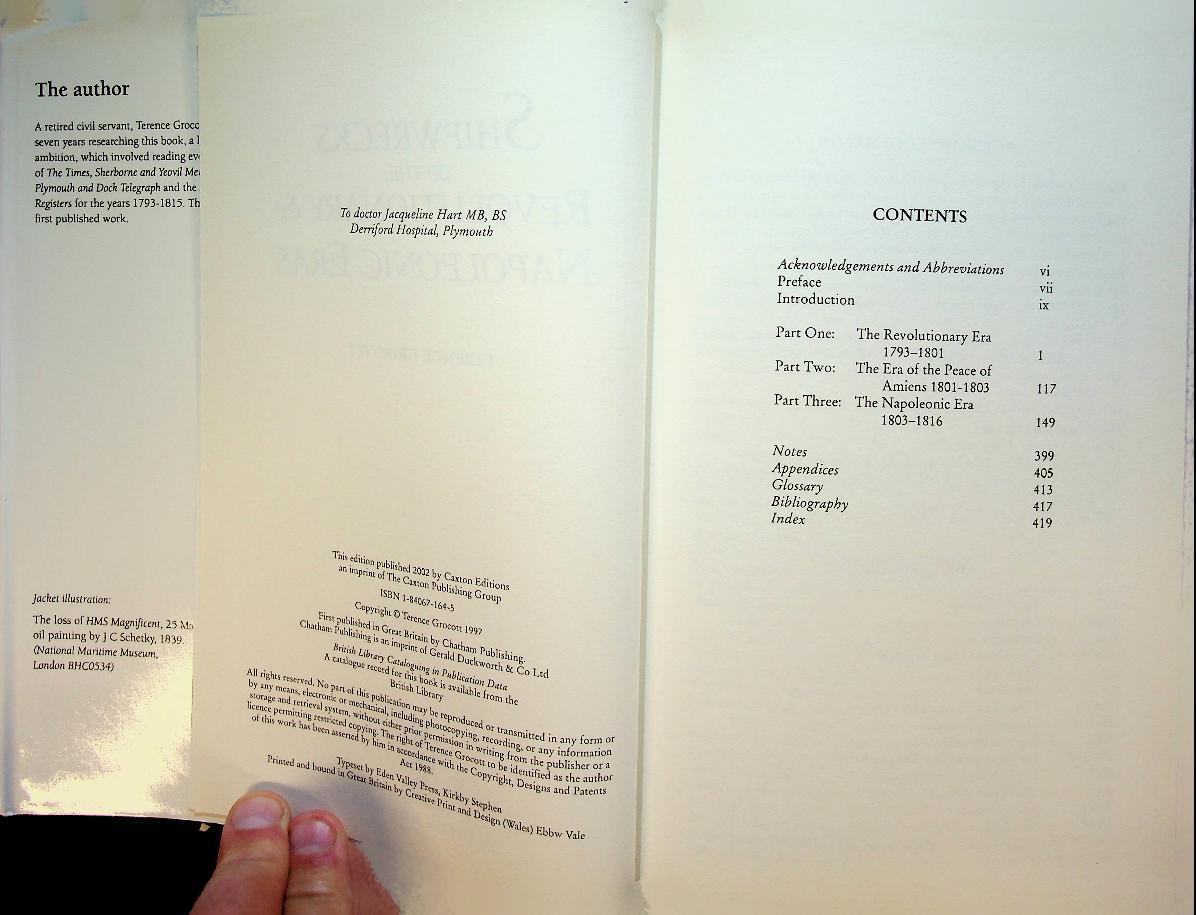 The author
A retired civil servant, Terence
seven years researching this book, a
ambition, which involved reading
of The Times, Sherborne and Yeovil
Plymouth and Dock Telegraph and the
Registers for the years 1793-1815.
first published work.
Jacket illustration:
The loss of HMS Magnificent, 25
oil painting by J C Schetky, 1839.
(National Maritime Museum,
London BHC0534)
SHIPWRECKS
OF THE
REVOLUTIONARY &
NAPOLEONIC ERAS
TERENCE GROCOTT
To doctor Jacqueline Hart MB, BS
Derriford Hospital, Plymouth
This edition published 2002 by Caxton Editions
an imprint of The Caxton Publishing Group
ISBN 1-84067-164-5
Copyright © Terence Grocott 1997
First published in Great Britain by Chatham Publishing.
Chatham Publishing is an imprint of Gerald Duckworth & Co Ltd
British Library Cataloguing in Publication Data
A catalogue record for this book is available from the
British Library
All rights reserved. No part of this publication may be reproduced or transmitted in any form or
by any means, electronic or mechanical, including photocopying, recording, or any information
storage and retrieval system, without either prior permission in writing from the publisher or a
licence permitting restricted copying. The right of Terence Grocott to be identified as the author
of this work has been asserted by him in accordance with the Copyright, Designs and Patents
Act 1988.
Typeset by Eden Valley Press, Kirkby Stephen
Printed and bound in Great Britain by Creative Print and Design (Wales) Ebbw Vale
CONTENTS
Acknowledgements and Abbreviations vi
Preface vii
Introduction ix
Part One: The Revolutionary Era
1793–1801 1
Part Two: The Era of the Peace of
Amiens 1801-1803 117
Part Three: The Napoleonic Era
1803–1816 149
Notes 399
Appendices 405
Glossary 413
Bibliography 417
Index 419